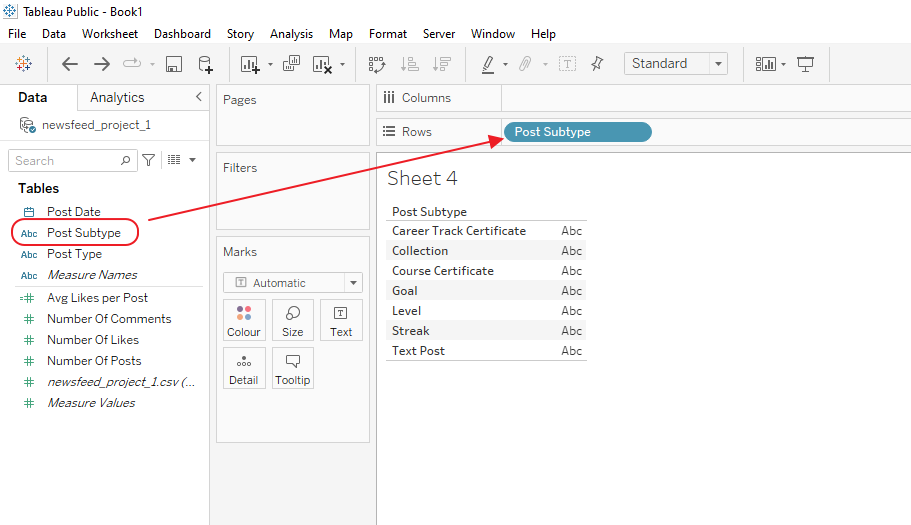 Tableau Public - Book1
File Data Worksheet Dashboard Story Analysis Map Format Server Window Help
Standard
Data Analytics
newsfeed_project_1
Search
Tables
Post Date
Abc Post Subtype
Abc Post Type
Abc Measure Names
=# Avg Likes per Post
# Number Of Comments
# Number Of Likes
# Number Of Posts
# newsfeed_project_1.csv (...
# Measure Values
Pages
Filters
Marks
T Automatic
Colour Size Text
Detail Tooltip
Columns
Rows Post Subtype
Sheet 4
Post Subtype
Career Track Certificate Abc
Collection Abc
Course Certificate Abc
Goal Abc
Level Abc
Streak Abc
Text Post Abc